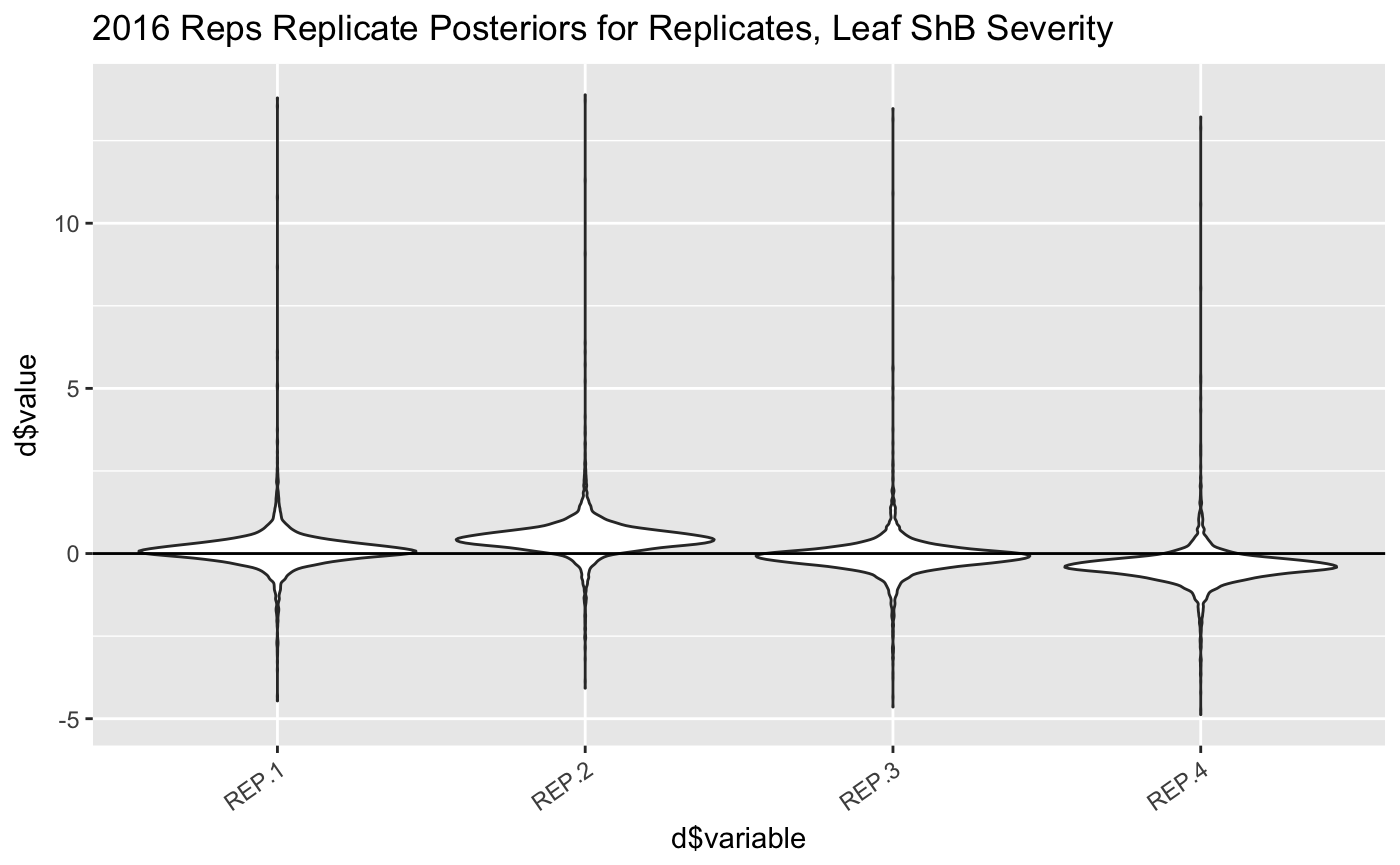 2016 Reps Replicate Posteriors for Replicates, Leaf ShB Severity
d$value
10
5
0
-5
REP.1 REP.2 REP.3 REP.4
d$variable